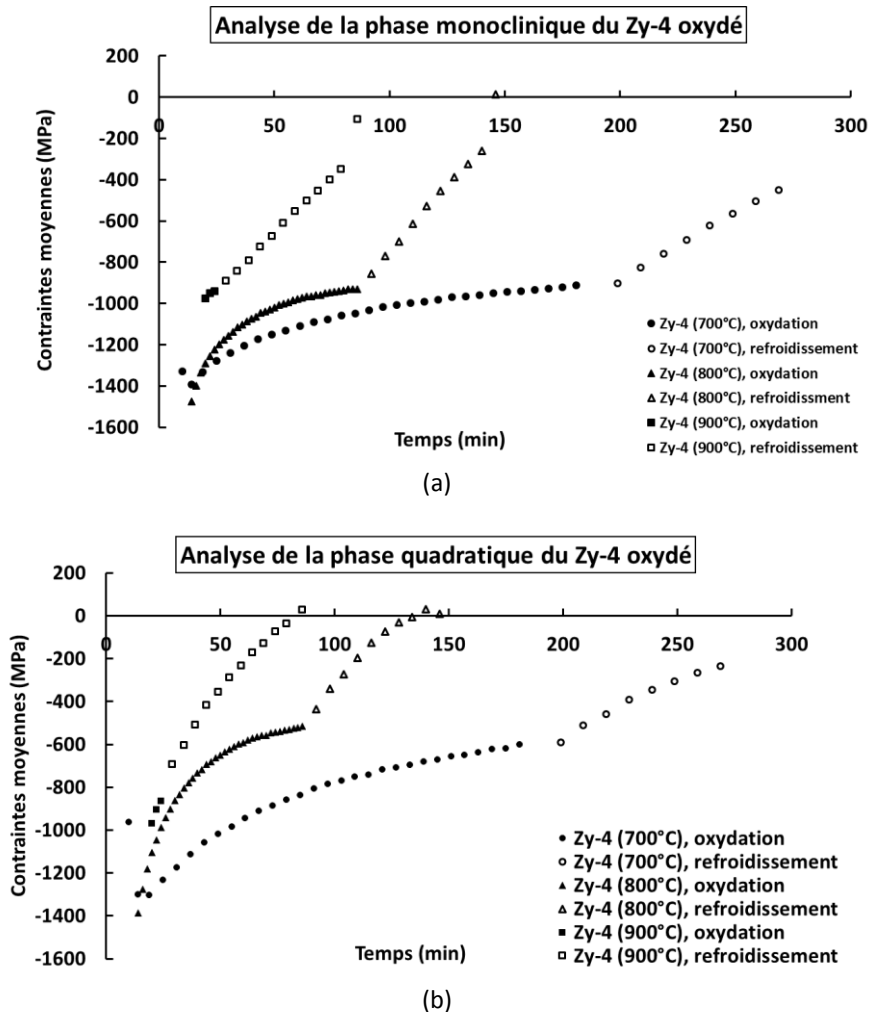 Analyse de la phase monoclinique du Zy-4 oxydé
200
0
-200
-400
-600
-800
-1000
-1200
-1400
-1600
0
50
100
150
200
250
300
Contraintes moyennes (MPa)
Temps (min)
Zy-4 (700°C), oxydation
Zy-4 (700°C), refroidissement
Zy-4 (800°C), oxydation
Zy-4 (800°C), refroidissment
Zy-4 (900°C), oxydation
Zy-4 (900°C), refroidissement
(a)
Analyse de la phase quadratique du Zy-4 oxydé
200
0
-200
-400
-600
-800
-1000
-1200
-1400
-1600
0
50
100
150
200
250
300
Contraintes moyennes (MPa)
Temps (min)
Zy-4 (700°C), oxydation
Zy-4 (700°C), refroidissement
Zy-4 (800°C), oxydation
Zy-4 (800°C), refroidissement
Zy-4 (900°C), oxydation
Zy-4 (900°C), refroidissement
(b)